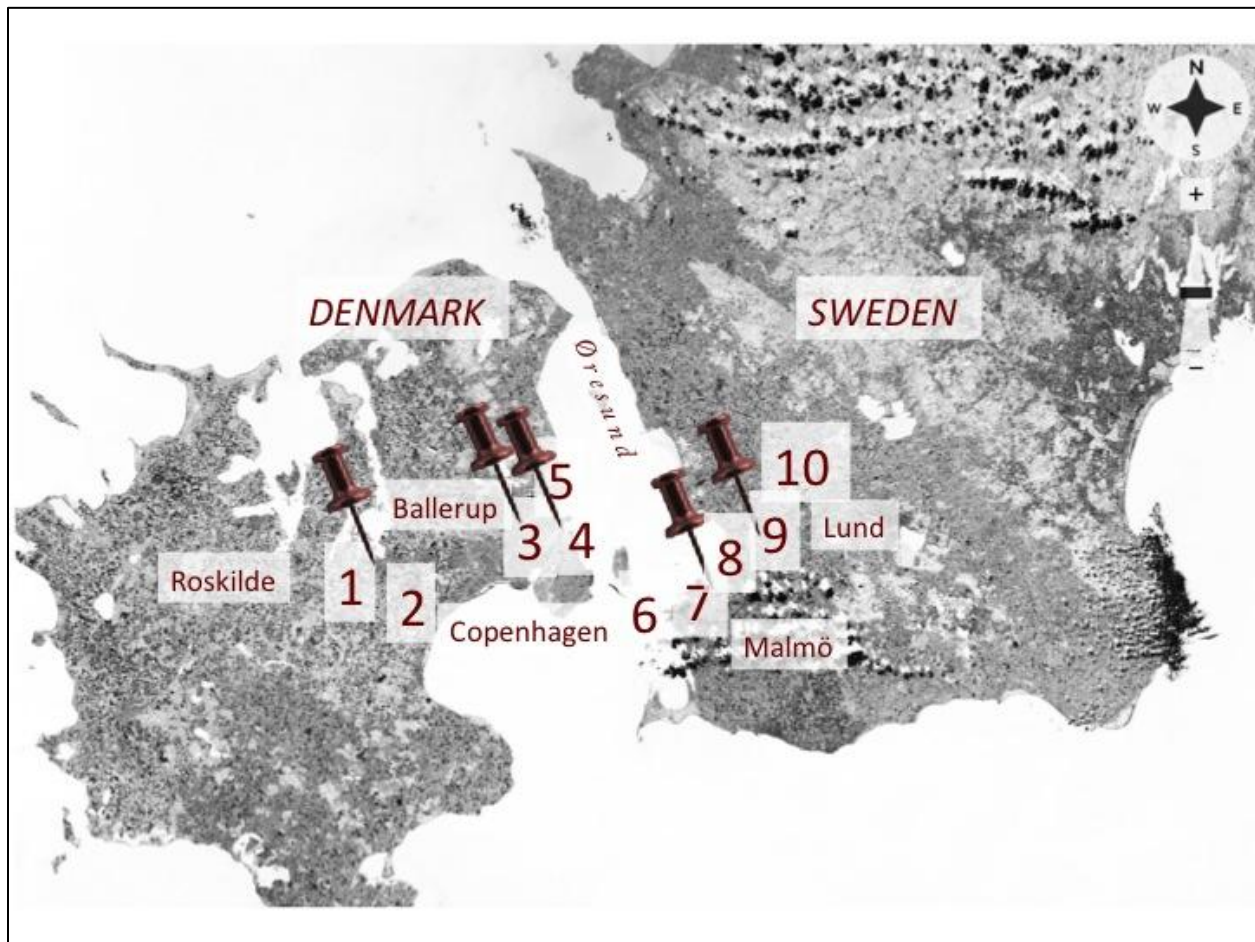 N
W E
S
+
DENMARK
SWEDEN
−
Øresund
5
10
Ballerup
3
4
8
9
Lund
Roskilde
1
2
6
7
Copenhagen
Malmö